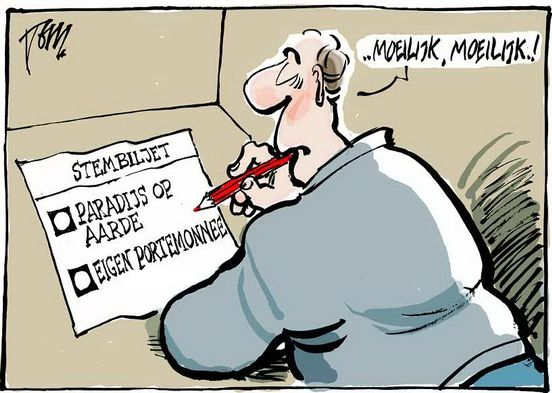 ..MOEILIJK, MOEILIJK.!
STEMBILJET
PARADIJS OP
AARDE
EIGEN PORTEMONNEE